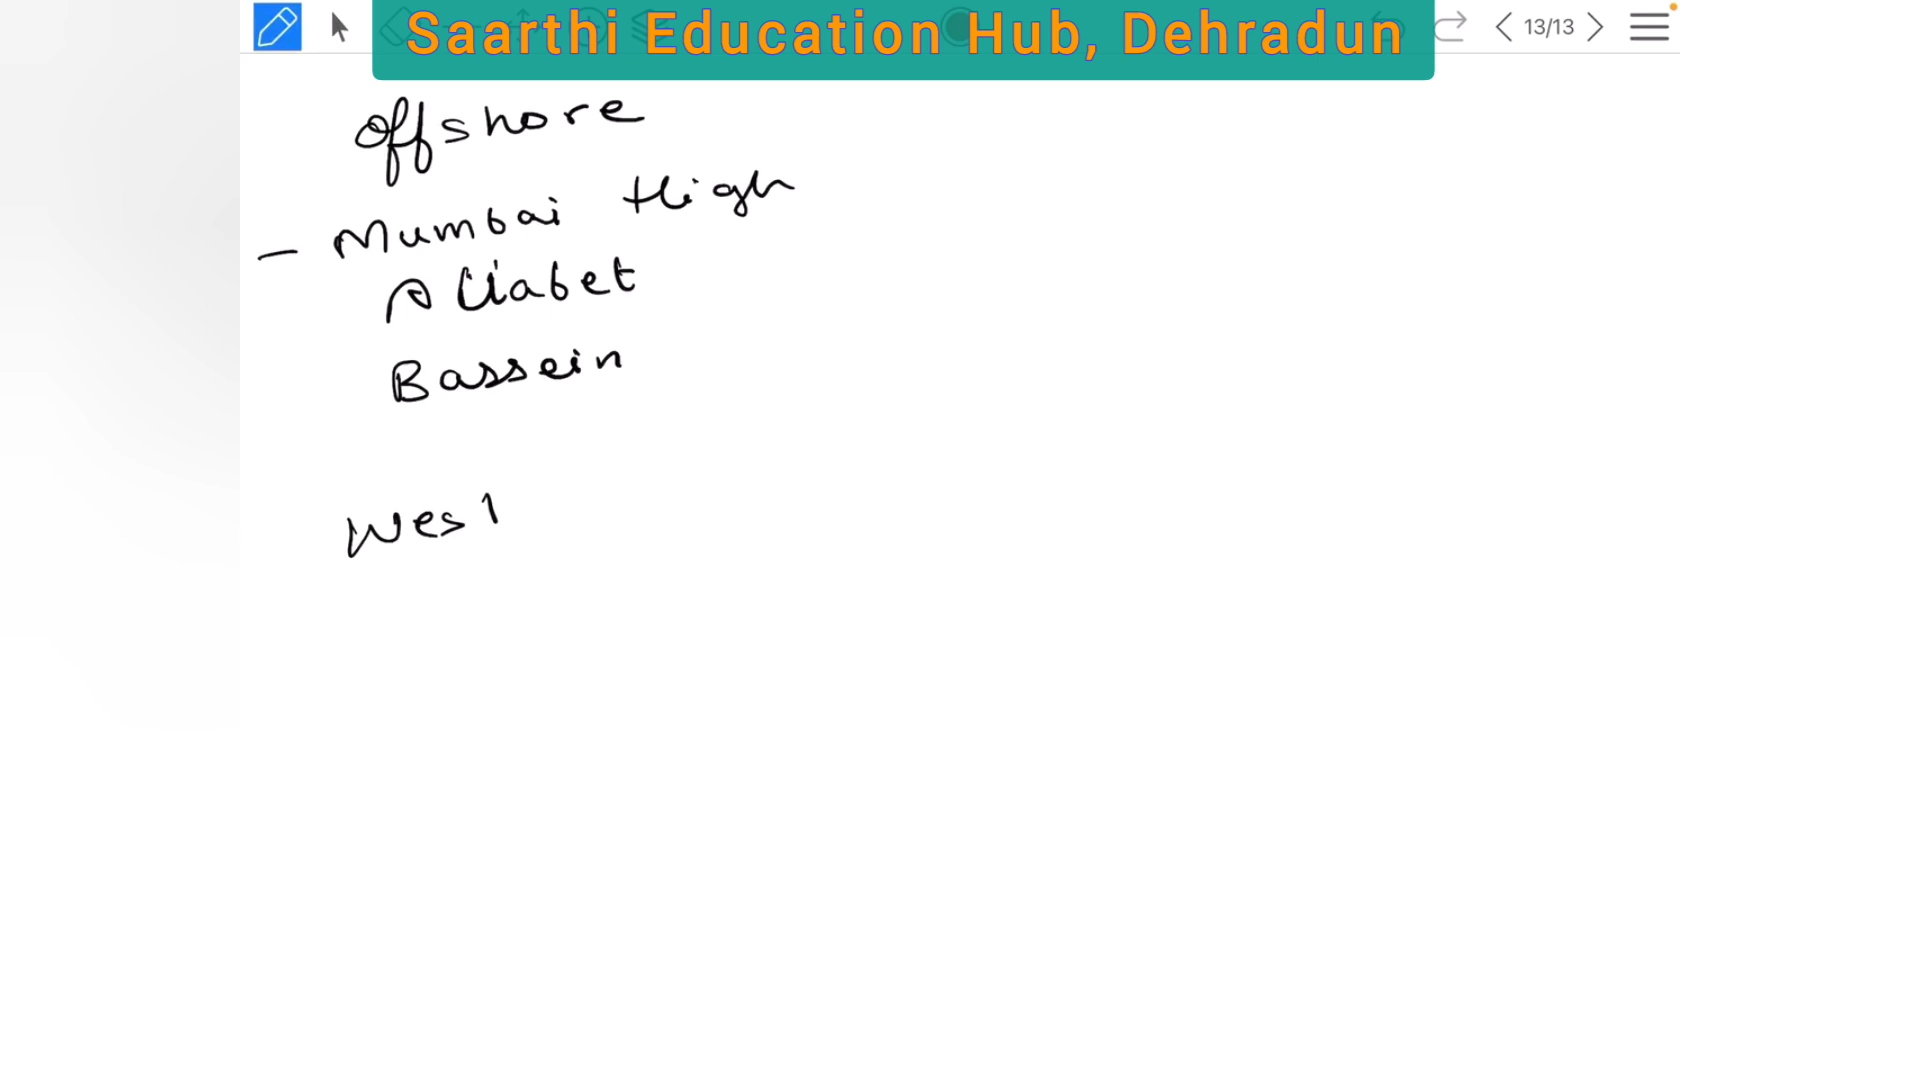 Saarthi Education Hub, Dehradun
13/13
Offshore
- Mumbai High
Aliabet
Bassein
West